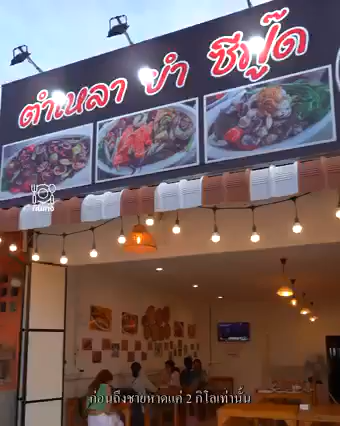 ตำเหลา ยำ ซีฟู๊ด
ก่อนถึงชายหาดแค่ 2 กิโลเท่านั้น